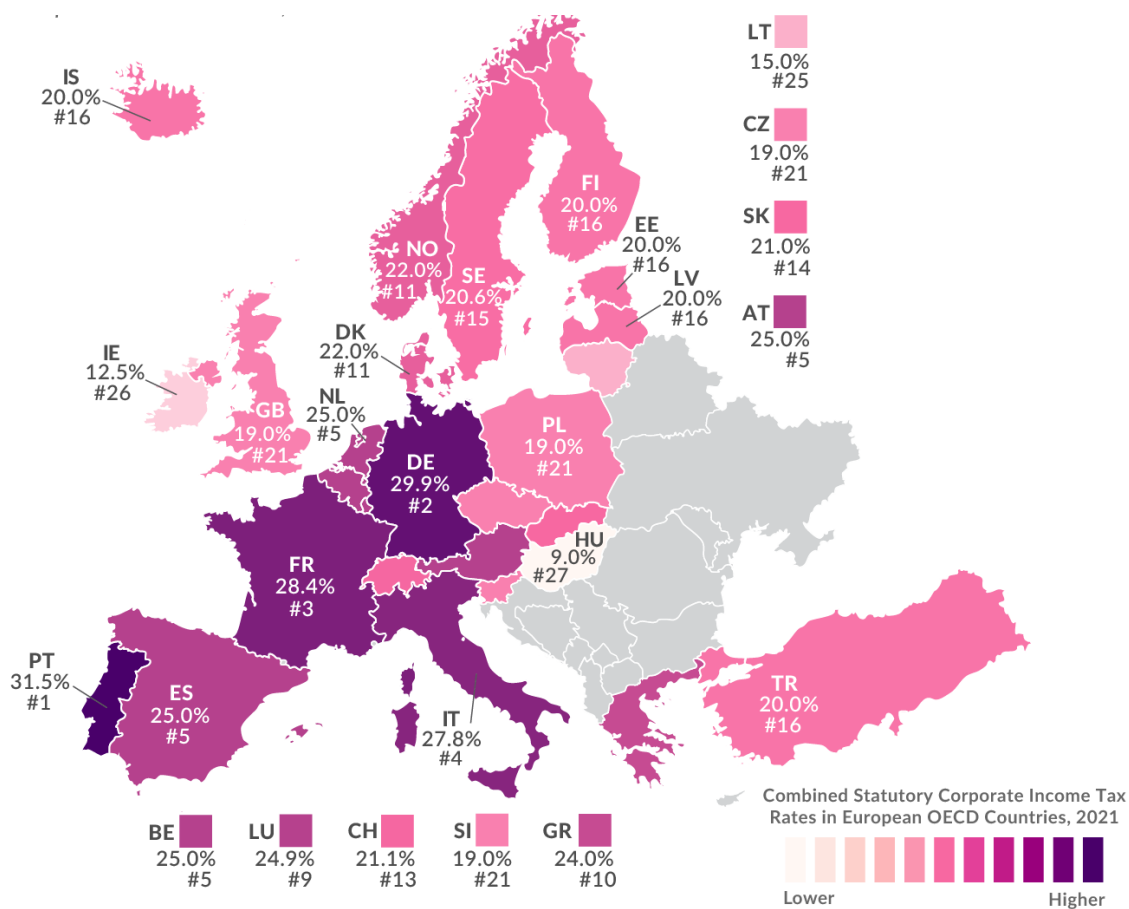 IS
20.0%
#16
LT
15.0%
#25
CZ
19.0%
#21
SK
21.0%
#14
AT
25.0%
#5
FI
20.0%
#16
EE
20.0%
#16
LV
20.0%
#16
NO
22.0%
#11
SE
20.6%
#15
DK
22.0%
#11
IE
12.5%
#26
NL
25.0%
#5
GB
19.0%
#21
PL
19.0%
#21
DE
29.9%
#2
HU
9.0%
#27
FR
28.4%
#3
PT
31.5%
#1
ES
25.0%
#5
IT
27.8%
#4
TR
20.0%
#16
BE
25.0%
#5
LU
24.9%
#9
CH
21.1%
#13
SI
19.0%
#21
GR
24.0%
#10
Combined Statutory Corporate Income Tax
Rates in European OECD Countries, 2021
Lower
Higher